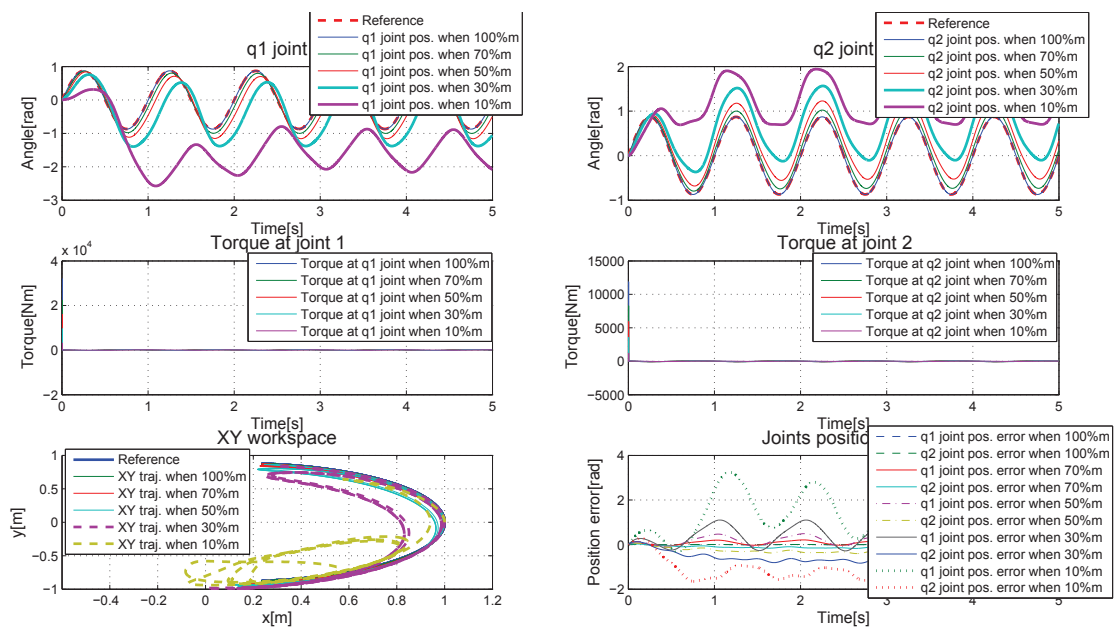 q1 joint
Reference
q1 joint pos. when 100%m
q1 joint pos. when 70%m
q1 joint pos. when 50%m
q1 joint pos. when 30%m
q1 joint pos. when 10%m
Angle[rad]
1
0
−1
−2
−3
0
1
2
3
4
5
Time[s]
q2 joint
Reference
q2 joint pos. when 100%m
q2 joint pos. when 70%m
q2 joint pos. when 50%m
q2 joint pos. when 30%m
q2 joint pos. when 10%m
Angle[rad]
2
1
0
−1
0
1
2
3
4
5
Time[s]
Torque at joint 1
x 10⁴
Torque at q1 joint when 100%m
Torque at q1 joint when 70%m
Torque at q1 joint when 50%m
Torque at q1 joint when 30%m
Torque at q1 joint when 10%m
Torque[Nm]
4
2
0
−2
0
1
2
3
4
5
Time[s]
Torque at joint 2
Torque at q2 joint when 100%m
Torque at q2 joint when 70%m
Torque at q2 joint when 50%m
Torque at q2 joint when 30%m
Torque at q2 joint when 10%m
Torque[Nm]
15000
10000
5000
0
−5000
0
1
2
3
4
5
Time[s]
XY workspace
Reference
XY traj. when 100%m
XY traj. when 70%m
XY traj. when 50%m
XY traj. when 30%m
XY traj. when 10%m
y[m]
1
0.5
0
−0.5
−1
−0.4
−0.2
0
0.2
0.4
0.6
0.8
1
1.2
x[m]
Joints position
q1 joint pos. error when 100%m
q2 joint pos. error when 100%m
q1 joint pos. error when 70%m
q2 joint pos. error when 70%m
q1 joint pos. error when 50%m
q2 joint pos. error when 50%m
q1 joint pos. error when 30%m
q2 joint pos. error when 30%m
q1 joint pos. error when 10%m
q2 joint pos. error when 10%m
Position error[rad]
4
2
0
−2
0
1
2
Time[s]